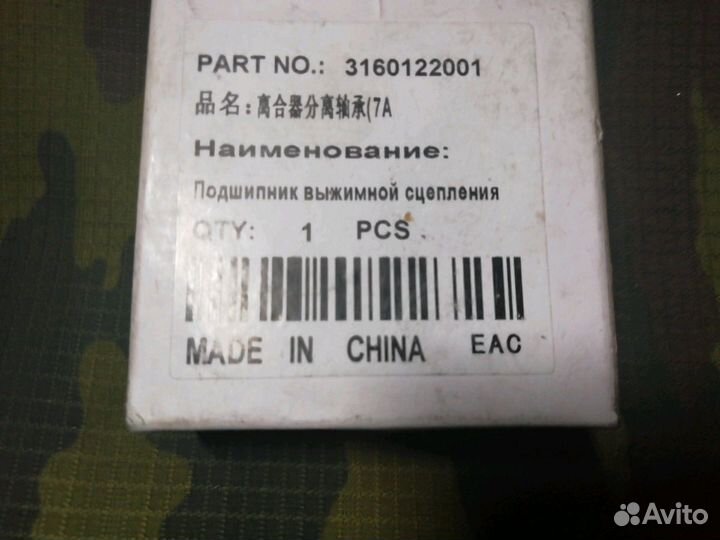 PART NO.: 3160122001
品名：离合器分离轴承(7A
Наименование:
Подшипник выжимной сцепления
QTY: 1 PCS
MADE IN CHINA EAC
Avito